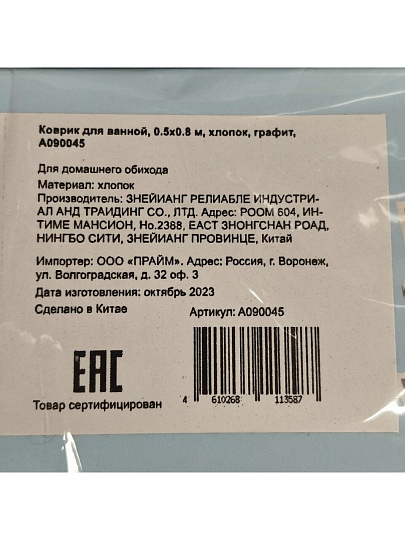 Коврик для ванной, 0.5х0.8 м, хлопок, графит,
А090045
Для домашнего обихода
Материал: хлопок
Производитель: ЗНЕЙИАНГ РЕЛИАБЛЕ ИНДУСТРИ-
АЛ АНД ТРАИДИНГ СО., ЛТД. Адрес: РООМ 604, ИН-
ТИМЕ МАНСИОН, Но.2388, ЕАСТ ЗНОНГСНАН РОАД,
НИНГБО СИТИ, ЗНЕЙИАНГ ПРОВИНЦЕ, Китай
Импортер: ООО «ПРАЙМ». Адрес: Россия, г. Воронеж,
ул. Волгоградская, д. 32 оф. 3
Дата изготовления: октябрь 2023
Сделано в Китае
Артикул: А090045
ЕАС
Товар сертифицирован
4 610268 113587